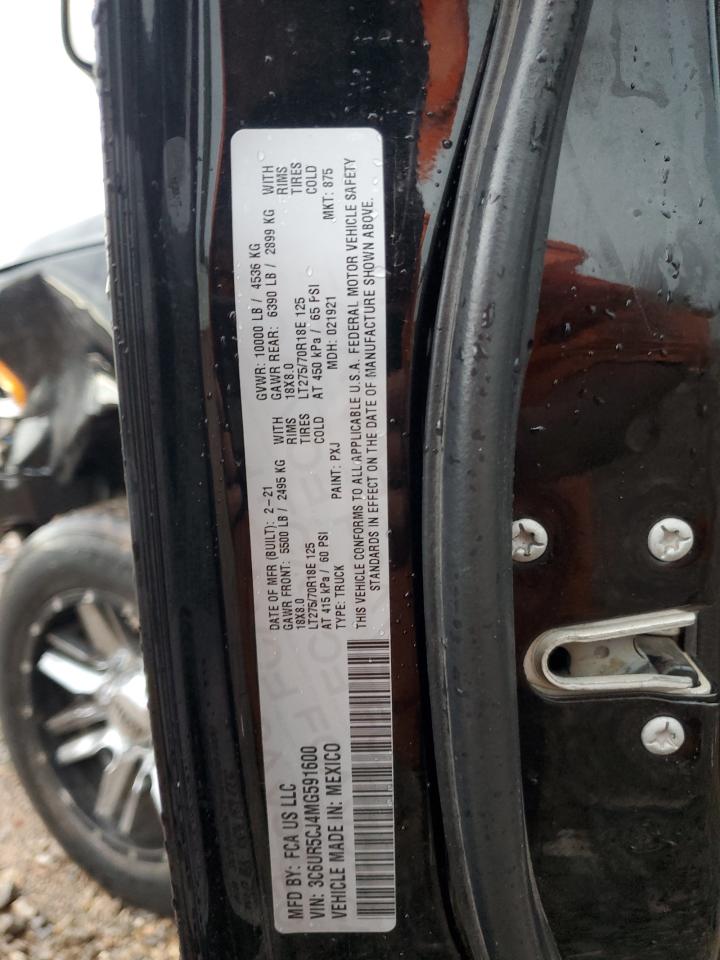 MFD BY: FCA US LLC
VIN: 3C6UR5CJ4MG591600
VEHICLE MADE IN: MEXICO
DATE OF MFR (BUILT): 2-21
GVWR: 10000 LB / 4536 KG
GAWR FRONT: 5500 LB / 2495 KG WITH
GAWR REAR: 6390 LB / 2899 KG WITH
18X8.0 RIMS
18X8.0 RIMS
LT275/70R18E 125 TIRES
LT275/70R18E 125 TIRES
AT 415 kPa / 60 PSI COLD
AT 450 kPa / 65 PSI COLD
TYPE: TRUCK PAINT: PXJ MDH: 021921 MKT: 875
THIS VEHICLE CONFORMS TO ALL APPLICABLE U.S.A. FEDERAL MOTOR VEHICLE SAFETY
STANDARDS IN EFFECT ON THE DATE OF MANUFACTURE SHOWN ABOVE.